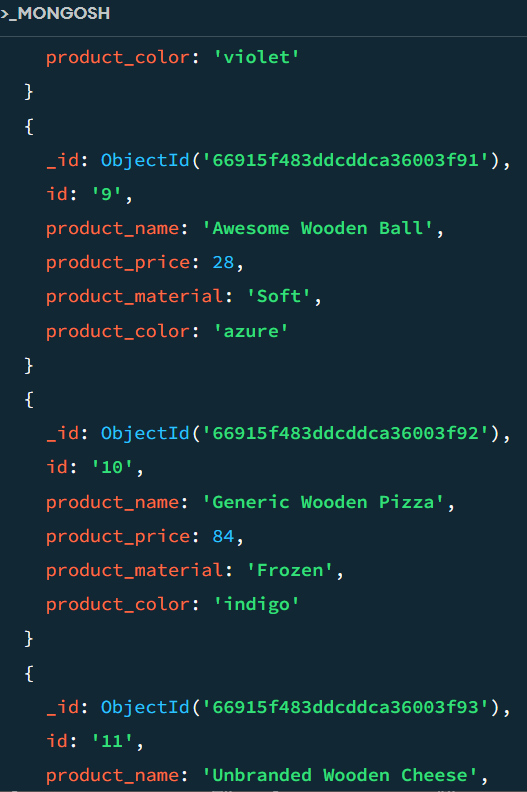 >_MONGOSH
product_color: 'violet'
}
{
_id: ObjectId('66915f483ddcddca36003f91'),
id: '9',
product_name: 'Awesome Wooden Ball',
product_price: 28,
product_material: 'Soft',
product_color: 'azure'
}
{
_id: ObjectId('66915f483ddcddca36003f92'),
id: '10',
product_name: 'Generic Wooden Pizza',
product_price: 84,
product_material: 'Frozen',
product_color: 'indigo'
}
{
_id: ObjectId('66915f483ddcddca36003f93'),
id: '11',
product_name: 'Unbranded Wooden Cheese',